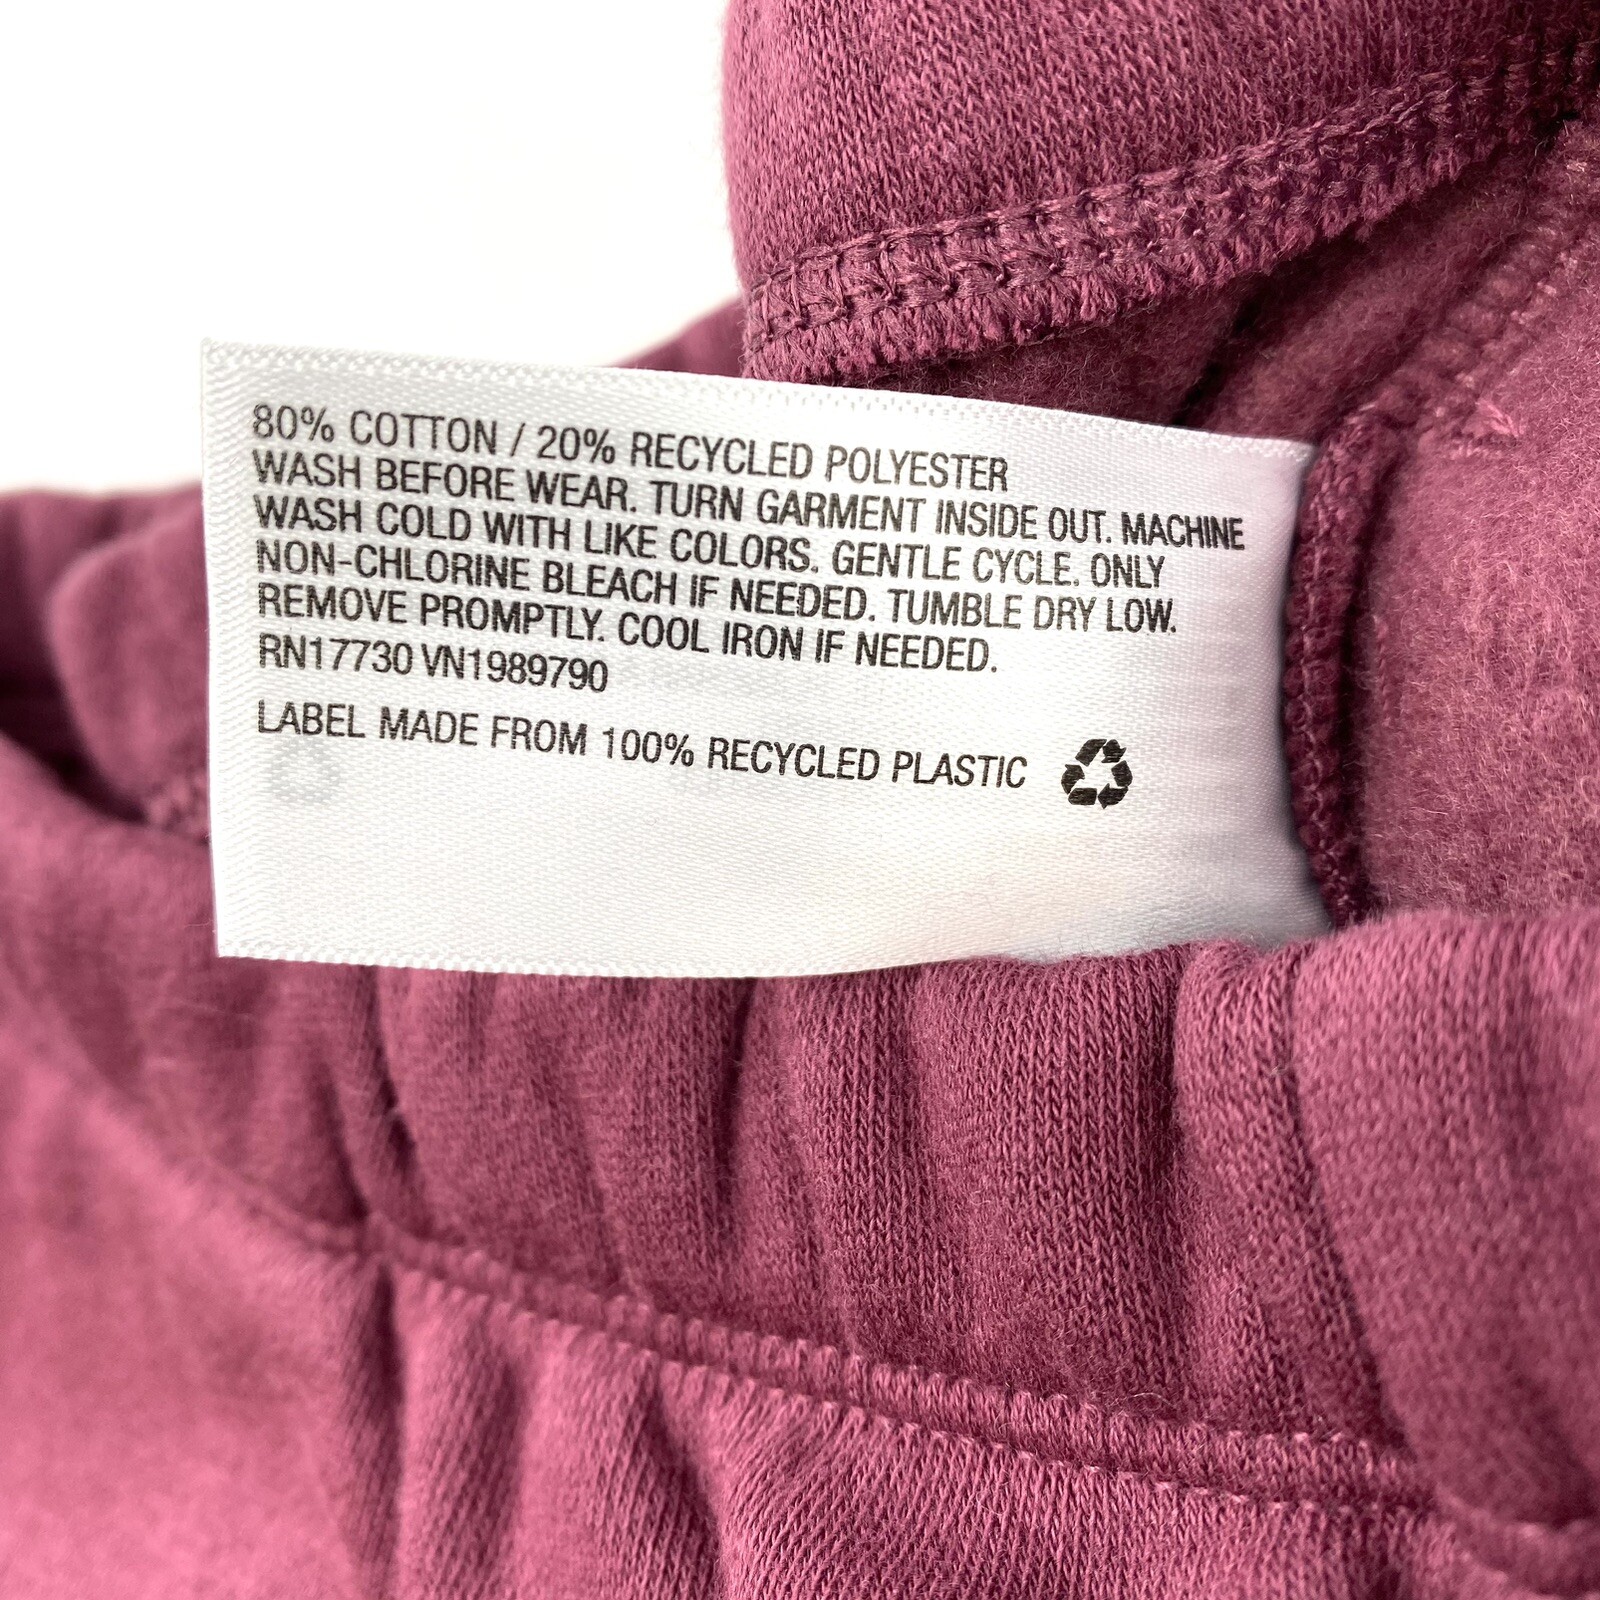 80% COTTON / 20% RECYCLED POLYESTER
WASH BEFORE WEAR. TURN GARMENT INSIDE OUT. MACHINE
WASH COLD WITH LIKE COLORS. GENTLE CYCLE. ONLY
NON-CHLORINE BLEACH IF NEEDED. TUMBLE DRY LOW.
REMOVE PROMPTLY. COOL IRON IF NEEDED.
RN17730 VN1989790
LABEL MADE FROM 100% RECYCLED PLASTIC